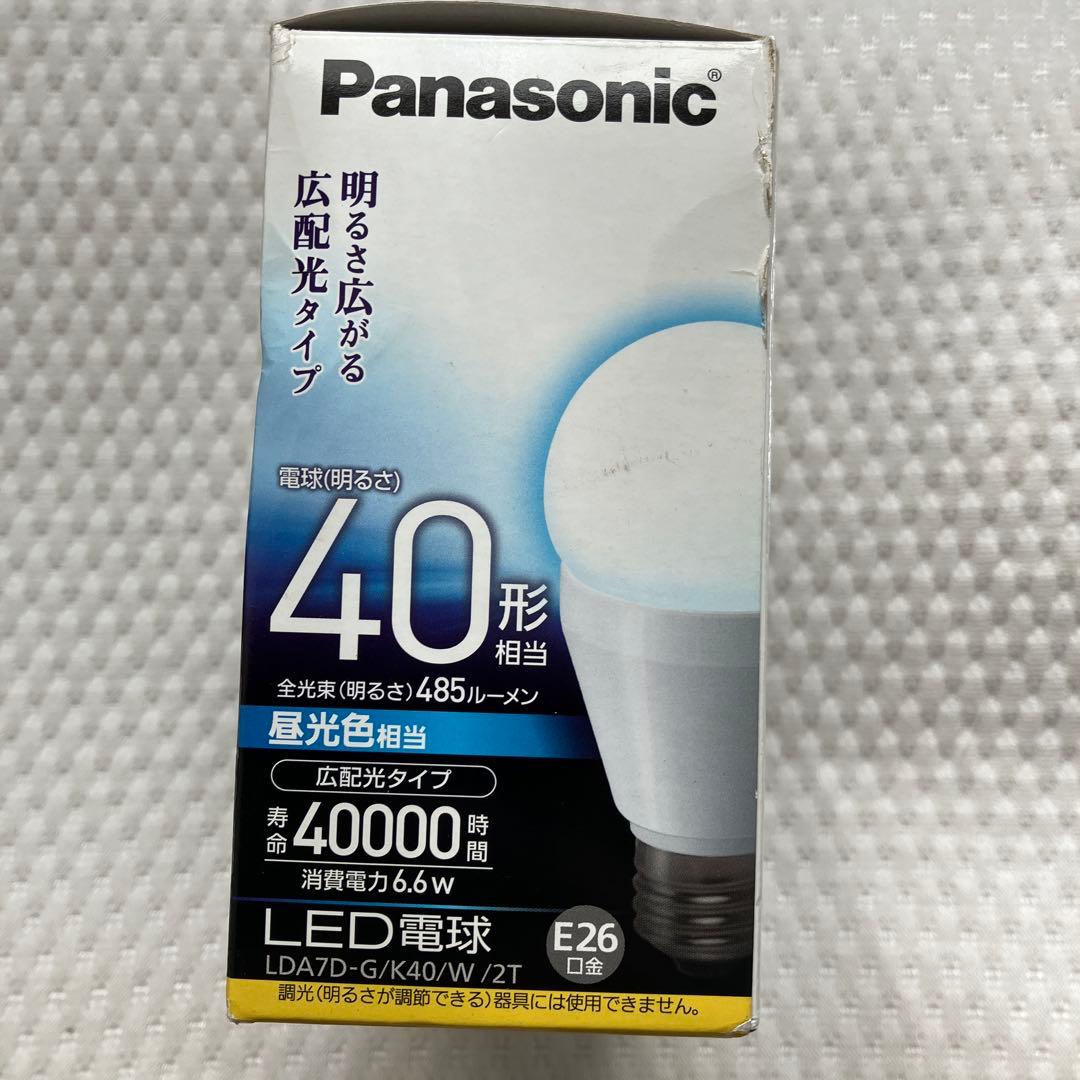 Panasonic®
明るさ広がる
広配光タイプ
電球(明るさ)
40形
相当
全光束(明るさ)485ルーメン
昼光色相当
広配光タイプ
寿命40000時間
消費電力6.6W
LED電球
E26
口金
LDA7D-G/K40/W/2T
調光(明るさが調節できる)器具には使用できません。